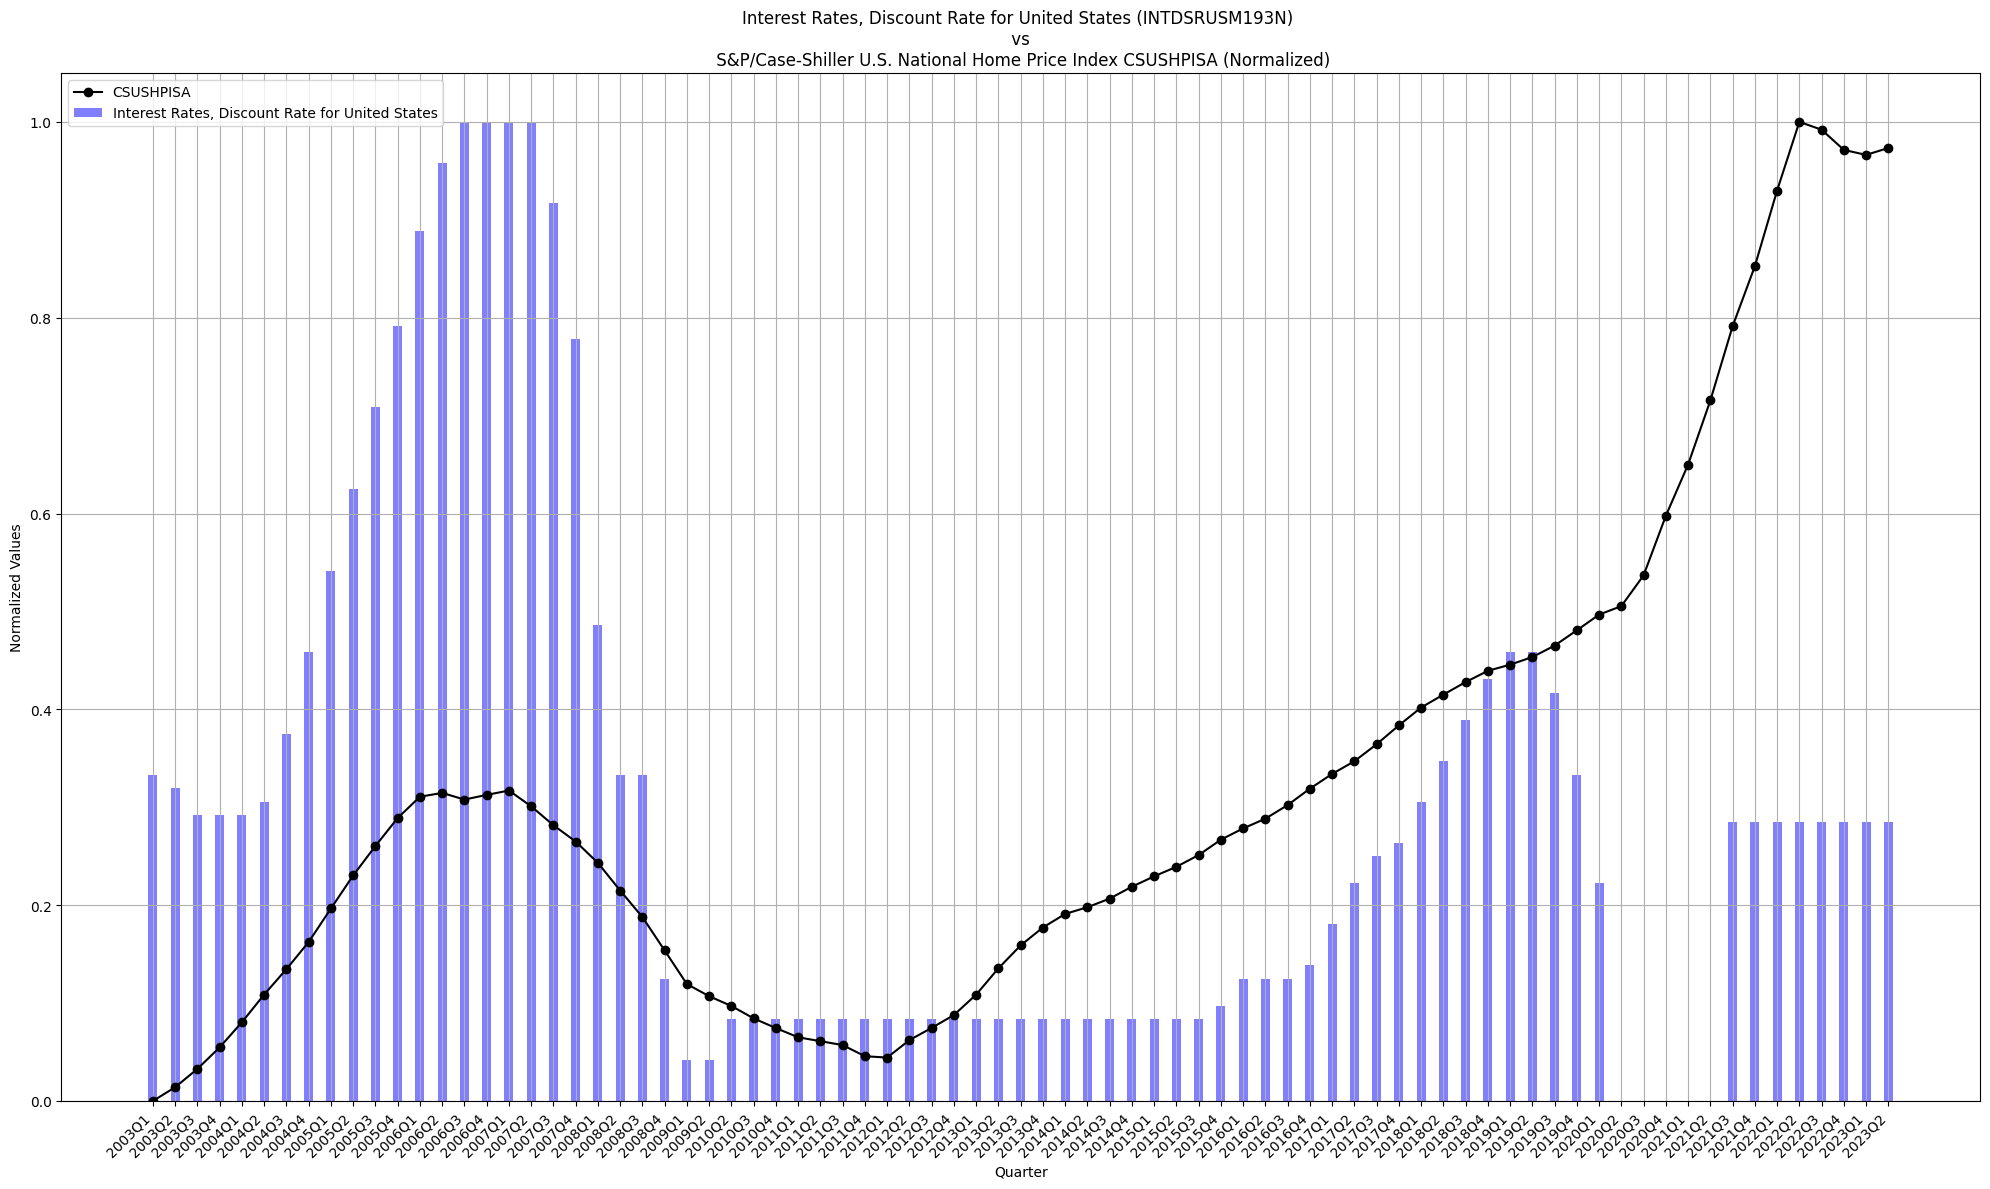 Interest Rates, Discount Rate for United States (INTDSRUSM193N)
vs
S&P/Case-Shiller U.S. National Home Price Index CSUSHPISA (Normalized)
CSUSHPISA
Interest Rates, Discount Rate for United States
Normalized Values
1.0
0.8
0.6
0.4
0.2
0.0
2003Q1
2003Q2
2003Q3
2003Q4
2004Q1
2004Q2
2004Q3
2004Q4
2005Q1
2005Q2
2005Q3
2005Q4
2006Q1
2006Q2
2006Q3
2006Q4
2007Q1
2007Q2
2007Q3
2007Q4
2008Q1
2008Q2
2008Q3
2008Q4
2009Q1
2009Q2
2010Q2
2010Q3
2010Q4
2011Q1
2011Q2
2011Q3
2011Q4
2012Q1
2012Q2
2012Q3
2012Q4
2013Q1
2013Q2
2013Q3
2013Q4
2014Q1
2014Q2
2014Q3
2014Q4
2015Q1
2015Q2
2015Q3
2015Q4
2016Q1
2016Q2
2016Q3
2016Q4
2017Q1
2017Q2
2017Q3
2017Q4
2018Q1
2018Q2
2018Q3
2018Q4
2019Q1
2019Q2
2019Q3
2019Q4
2020Q1
2020Q2
2020Q3
2020Q4
2021Q1
2021Q2
2021Q3
2021Q4
2022Q1
2022Q2
2022Q3
2022Q4
2023Q1
2023Q2
Quarter